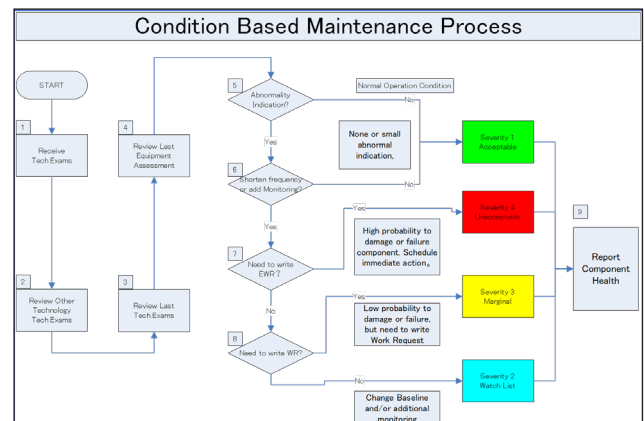 Condition Based Maintenance Process
START
1
Receive
Tech.Exams
2
Review Other
Technology
Tech.Exams
3
Review Last
Tech.Exams
4
Review Last
Equipment
Assessment
5
Abnormality
Indication?
Normal Operation Condition
No
Yes
None or small
abnormal
indication.
6
Shorten frequency
or add Monitoring?
No
Yes
Severity 1
Acceptable
7
Need to write
EWR?
Yes
No
High probability to
damage or failure
component. Schedule
immediate action。
Severity 4
Unacceptable
8
Need to write WR?
Yes
No
Low probability to
damage or failure,
but need to write
Work Request
Severity 3
Marginal
Change Baseline
and/or additional
monitoring
Severity 2
Watch List
9
Report
Component
Health